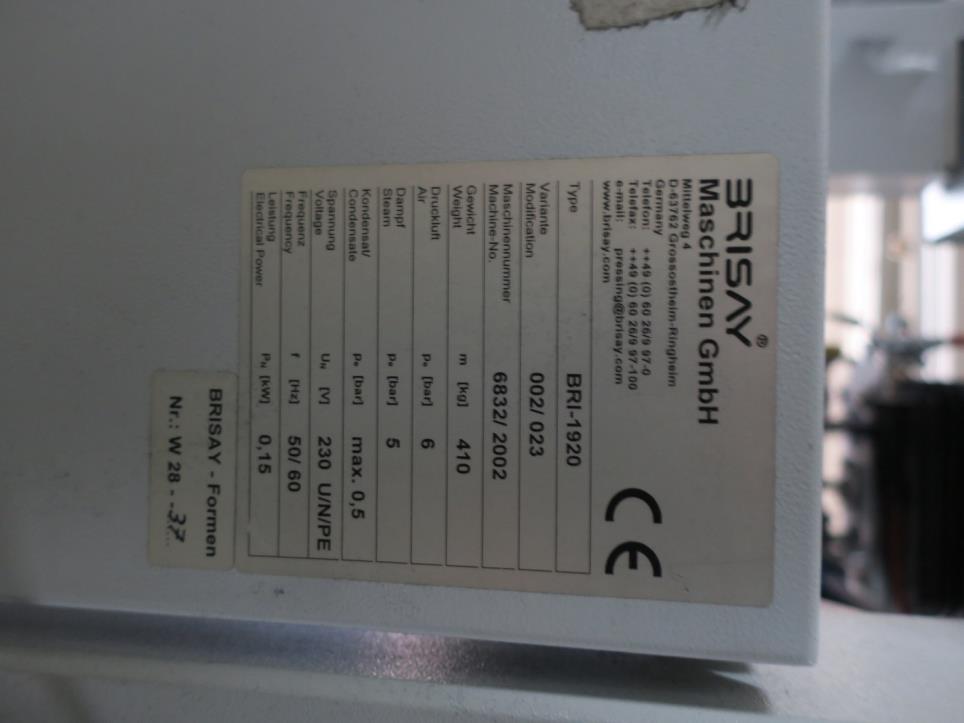 BRISAY®
Maschinen GmbH
Mittelweg 4
D-63762 Grossostheim-Ringheim
Germany
Telefon: ++49 (0) 60 26/9 97-0
Telefax: ++49 (0) 60 26/9 97-100
e-mail: pressing@brisay.com
www.brisay.com
CE
Type BRI-1920
Variante
Modification 002/ 023
Maschinennummer
Machine-No. 6832/ 2002
Gewicht
Weight m [kg] 410
Druckluft
Air pe [bar] 6
Dampf
Steam pe [bar] 5
Kondensat/
Condensate pe [bar] max. 0,5
Spannung
Voltage UN [V] 230 U/N/PE
Frequenz
Frequency f [Hz] 50/ 60
Leistung
Electrical Power PN [kW] 0,15
BRISAY - Formen
Nr.: W 28 - -37